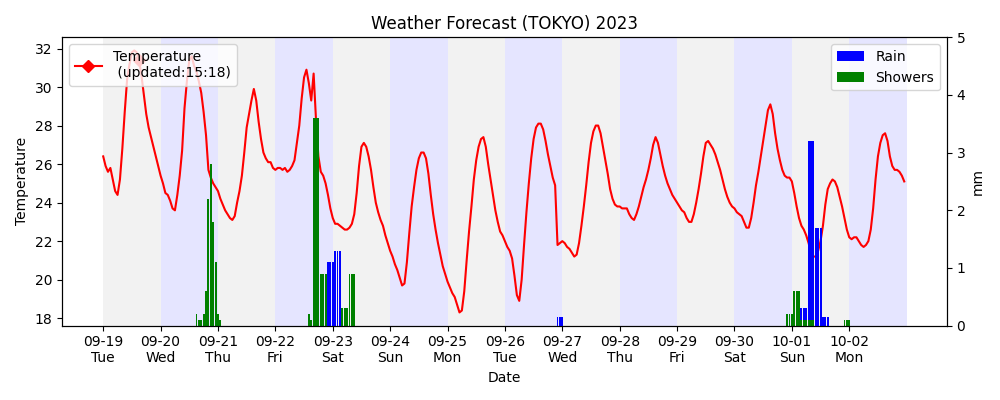 Weather Forecast (TOKYO) 2023
Temperature
(updated:15:18)
Rain
Showers
32
30
28
26
24
22
20
18
Temperature
5
4
3
2
1
0
mm
09-19 09-20 09-21 09-22 09-23 09-24 09-25 09-26 09-27 09-28 09-29 09-30 10-01 10-02
Tue Wed Thu Fri Sat Sun Mon Tue Wed Thu Fri Sat Sun Mon
Date